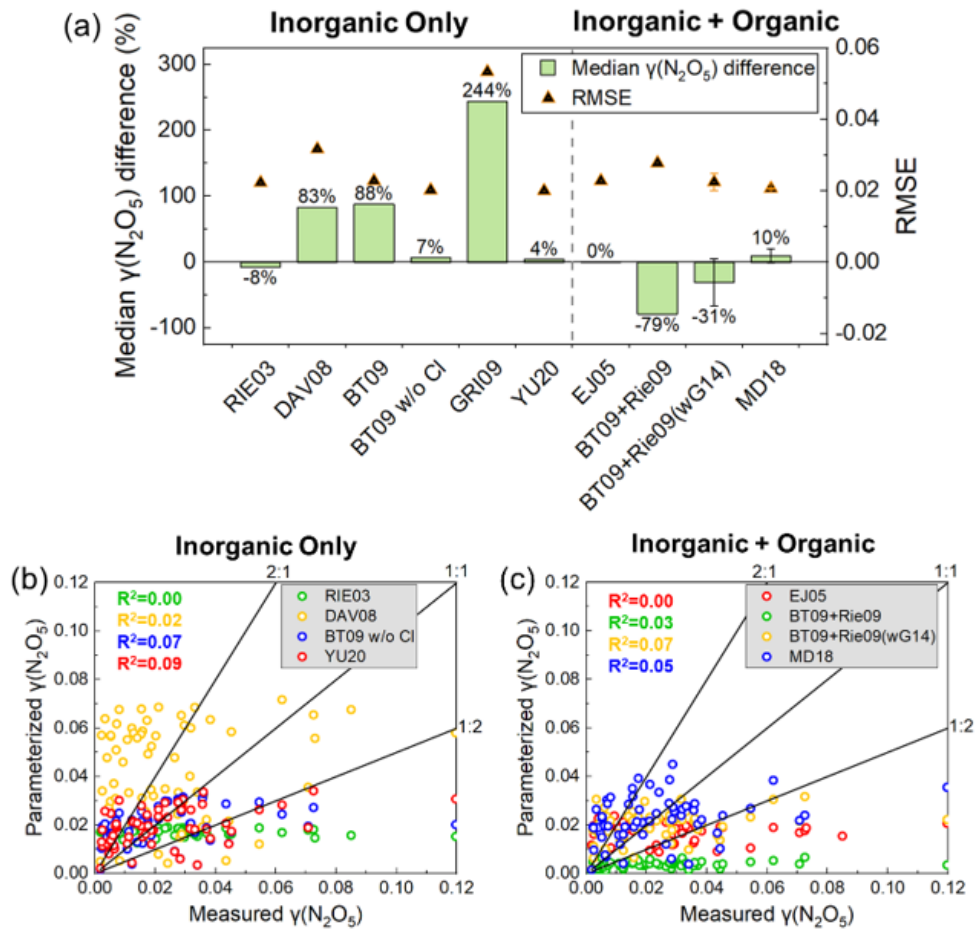 (a)
Inorganic Only
Inorganic + Organic
Median γ(N₂O₅) difference (%)
300
200
100
0
-100
0.06
0.04
0.02
0.00
-0.02
RMSE
Median γ(N₂O₅) difference
RMSE
-8%
83%
88%
7%
244%
4%
0%
-79%
-31%
10%
RIE03
DAV08
BT09
BT09 w/o Cl
GRI09
YU20
EJ05
BT09+Rie09
BT09+Rie09(wG14)
MD18
(b)
Inorganic Only
2:1
1:1
1:2
R²=0.00
R²=0.02
R²=0.07
R²=0.09
RIE03
DAV08
BT09 w/o Cl
YU20
Parameterized γ(N₂O₅)
0.12
0.10
0.08
0.06
0.04
0.02
0.00
0.00 0.02 0.04 0.06 0.08 0.10 0.12
Measured γ(N₂O₅)
(c)
Inorganic + Organic
2:1
1:1
1:2
R²=0.00
R²=0.03
R²=0.07
R²=0.05
EJ05
BT09+Rie09
BT09+Rie09(wG14)
MD18
Parameterized γ(N₂O₅)
0.12
0.10
0.08
0.06
0.04
0.02
0.00
0.00 0.02 0.04 0.06 0.08 0.10 0.12
Measured γ(N₂O₅)